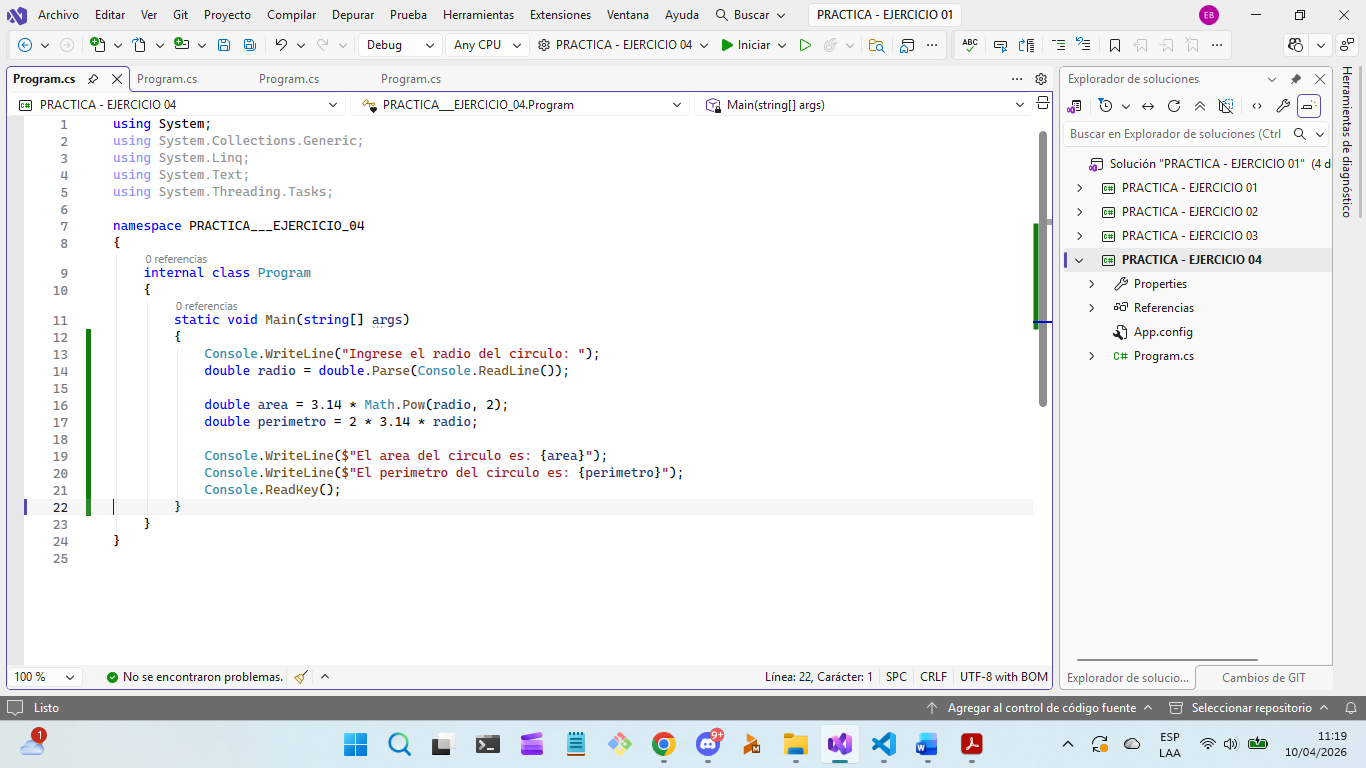 Archivo Editar Ver Git Proyecto Compilar Depurar Prueba Herramientas Extensiones Ventana Ayuda Buscar PRACTICA - EJERCICIO 01 EB
Debug Any CPU PRACTICA - EJERCICIO 04 Iniciar ABC
Program.cs Program.cs Program.cs Program.cs
PRACTICA - EJERCICIO 04 PRACTICA___EJERCICIO_04.Program Main(string[] args)
1 using System;
2 using System.Collections.Generic;
3 using System.Linq;
4 using System.Text;
5 using System.Threading.Tasks;
6
7 namespace PRACTICA___EJERCICIO_04
8 {
0 referencias
9 internal class Program
10 {
0 referencias
11 static void Main(string[] args)
12 {
13 Console.WriteLine("Ingrese el radio del circulo: ");
14 double radio = double.Parse(Console.ReadLine());
15
16 double area = 3.14 * Math.Pow(radio, 2);
17 double perimetro = 2 * 3.14 * radio;
18
19 Console.WriteLine($"El area del circulo es: {area}");
20 Console.WriteLine($"El perimetro del circulo es: {perimetro}");
21 Console.ReadKey();
22 }
23 }
24 }
25
100 % No se encontraron problemas. Línea: 22, Carácter: 1 SPC CRLF UTF-8 with BOM
Explorador de soluciones
Buscar en Explorador de soluciones (Ctrl
Solución "PRACTICA - EJERCICIO 01" (4 d
PRACTICA - EJERCICIO 01
PRACTICA - EJERCICIO 02
PRACTICA - EJERCICIO 03
PRACTICA - EJERCICIO 04
Properties
Referencias
App.config
C# Program.cs
Explorador de solucio... Cambios de GIT
Herramientas de diagnóstico
Listo Agregar al control de código fuente Seleccionar repositorio
1 9+ ESP
LAA
11:19
10/04/2026